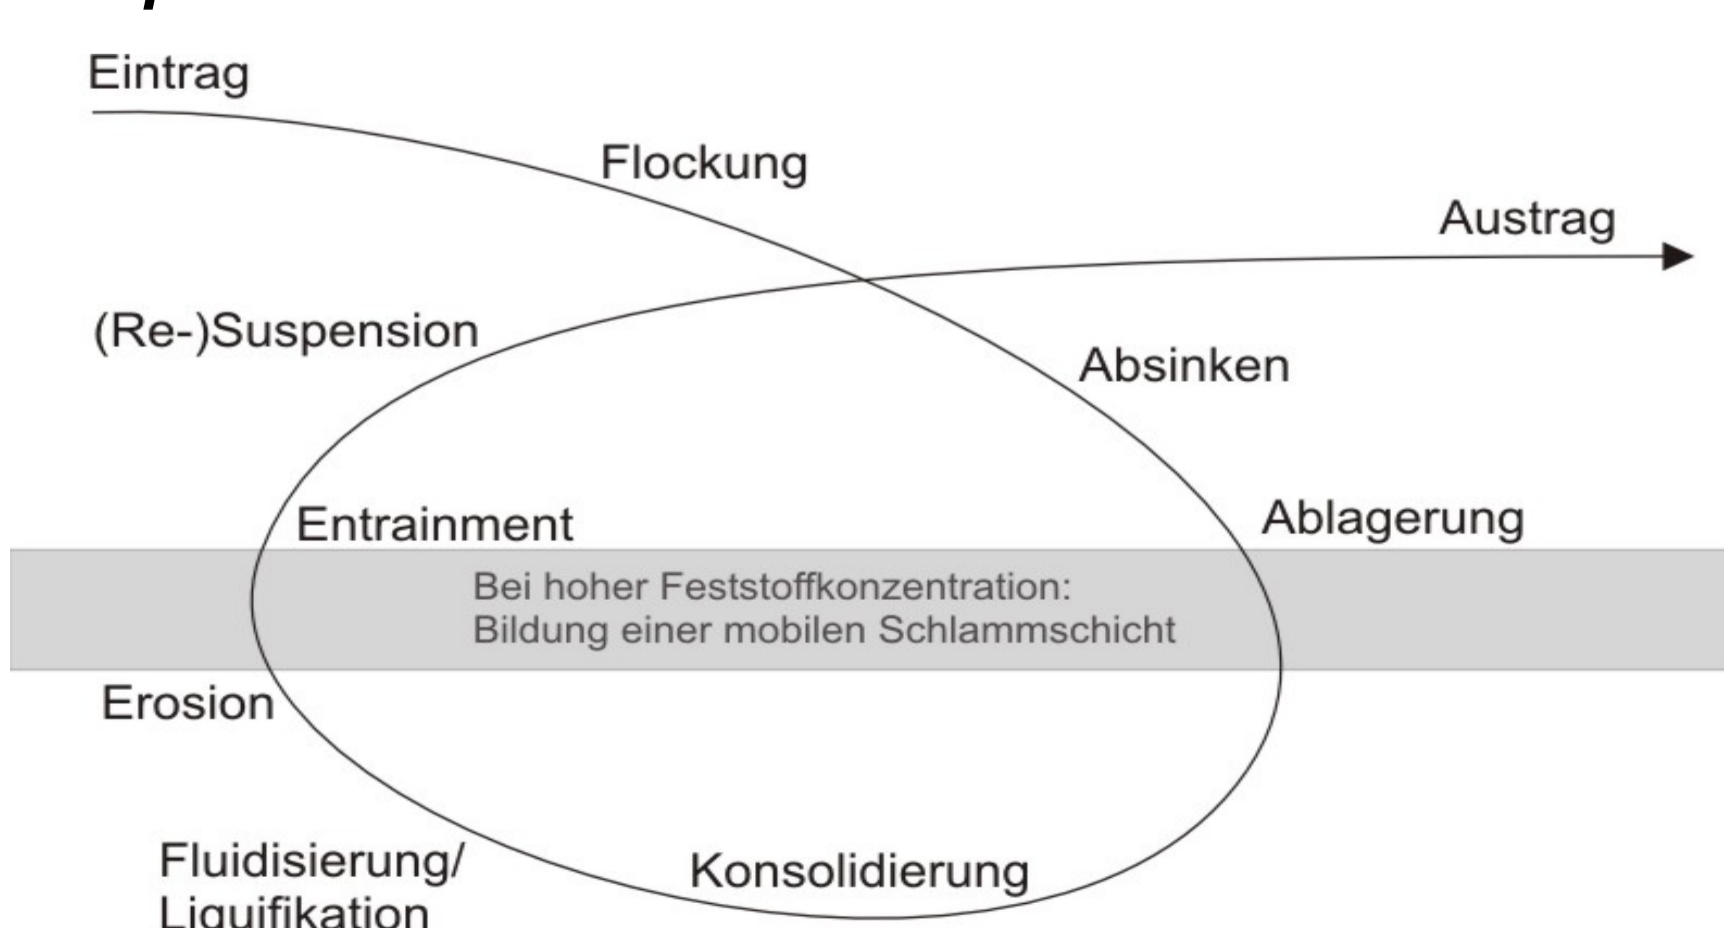 Eintrag
Flockung
Austrag
(Re-)Suspension
Absinken
Entrainment
Ablagerung
Bei hoher Feststoffkonzentration:
Bildung einer mobilen Schlammschicht
Erosion
Fluidisierung/
Liquifikation
Konsolidierung